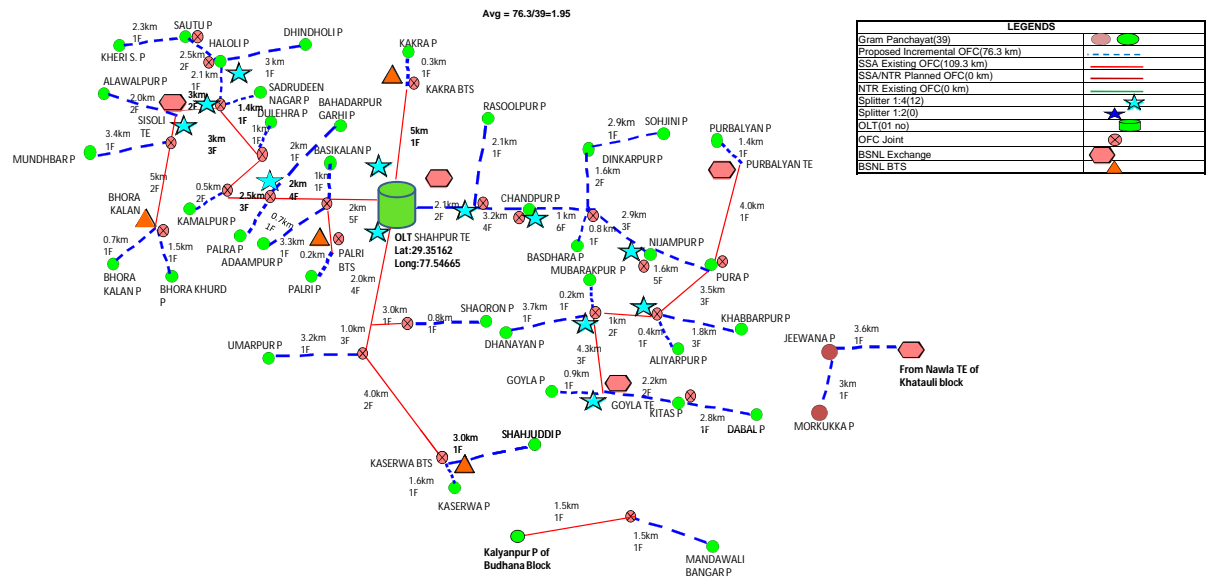 Avg = 76.3/39=1.95
LEGENDS
Gram Panchayat(39)
Proposed Incremental OFC(76.3 km)
SSA Existing OFC(109.3 km)
SSA/NTR Planned OFC(0 km)
NTR Existing OFC(0 km)
Splitter 1:4(12)
Splitter 1:2(0)
OLT(01 no)
OFC Joint
BSNL Exchange
BSNL BTS
2.3km
1F
SAUTU P
KHERI S. P
HALOLI P
DHINDHOLI P
2.5km
2F
2.1km
1F
3 km
1F
ALAWALPUR P
2.0km
2F
3km
2F
SADRUDEEN
NAGAR P
1.4km
1F
SISOLI
TE
3.4km
1F
MUNDHBAR P
3km
3F
DULEHRA P
1km
1F
BAHADARPUR
GARHI P
2km
1F
BASIKALAN P
1km
1F
5km
2F
0.5km
2F
KAMALPUR P
2.5km
3F
2km
4F
2km
5F
BHORA
KALAN
0.7km
1F
BHORA
KALAN P
1.5km
1F
BHORA KHURD
P
PALRA P
0.7km
1F
ADAAMPUR P
3.3km
1F
0.2km
1F
PALRI
BTS
PALRI P
KAKRA P
0.3km
1F
KAKRA BTS
5km
1F
RASOOLPUR P
2.1km
1F
OLT SHAHPUR TE
Lat:29.35162
Long:77.54665
2.1km
2F
3.2km
4F
CHANDPUR P
1 km
6F
2.9km
1F
SOHJINI P
DINKARPUR P
1.6km
2F
0.8 km
1F
BASDHARA P
2.9km
3F
NIJAMPUR P
1.6km
5F
PURBALYAN P
1.4km
1F
PURBALYAN TE
4.0km
1F
PURA P
3.5km
3F
MUBARAKPUR P
0.2km
1F
1km
2F
3.7km
1F
DHANAYAN P
0.4km
1F
ALIYARPUR P
1.8km
3F
KHABBARPUR P
4.3km
3F
2.0km
4F
3.0km
1F
0.8km
1F
SHAORON P
1.0km
3F
3.2km
1F
UMARPUR P
4.0km
2F
GOYLA P
0.9km
1F
GOYLA TE
2.2km
2F
KITAS P
2.8km
1F
DABAL P
JEEWANA P
3.6km
1F
From Nawla TE of
Khatauli block
3km
1F
MORKUKKA P
KASERWA BTS
3.0km
1F
SHAHJUDDI P
1.6km
1F
KASERWA P
1.5km
1F
Kalyanpur P of
Budhana Block
1.5km
1F
MANDAWALI
BANGAR P